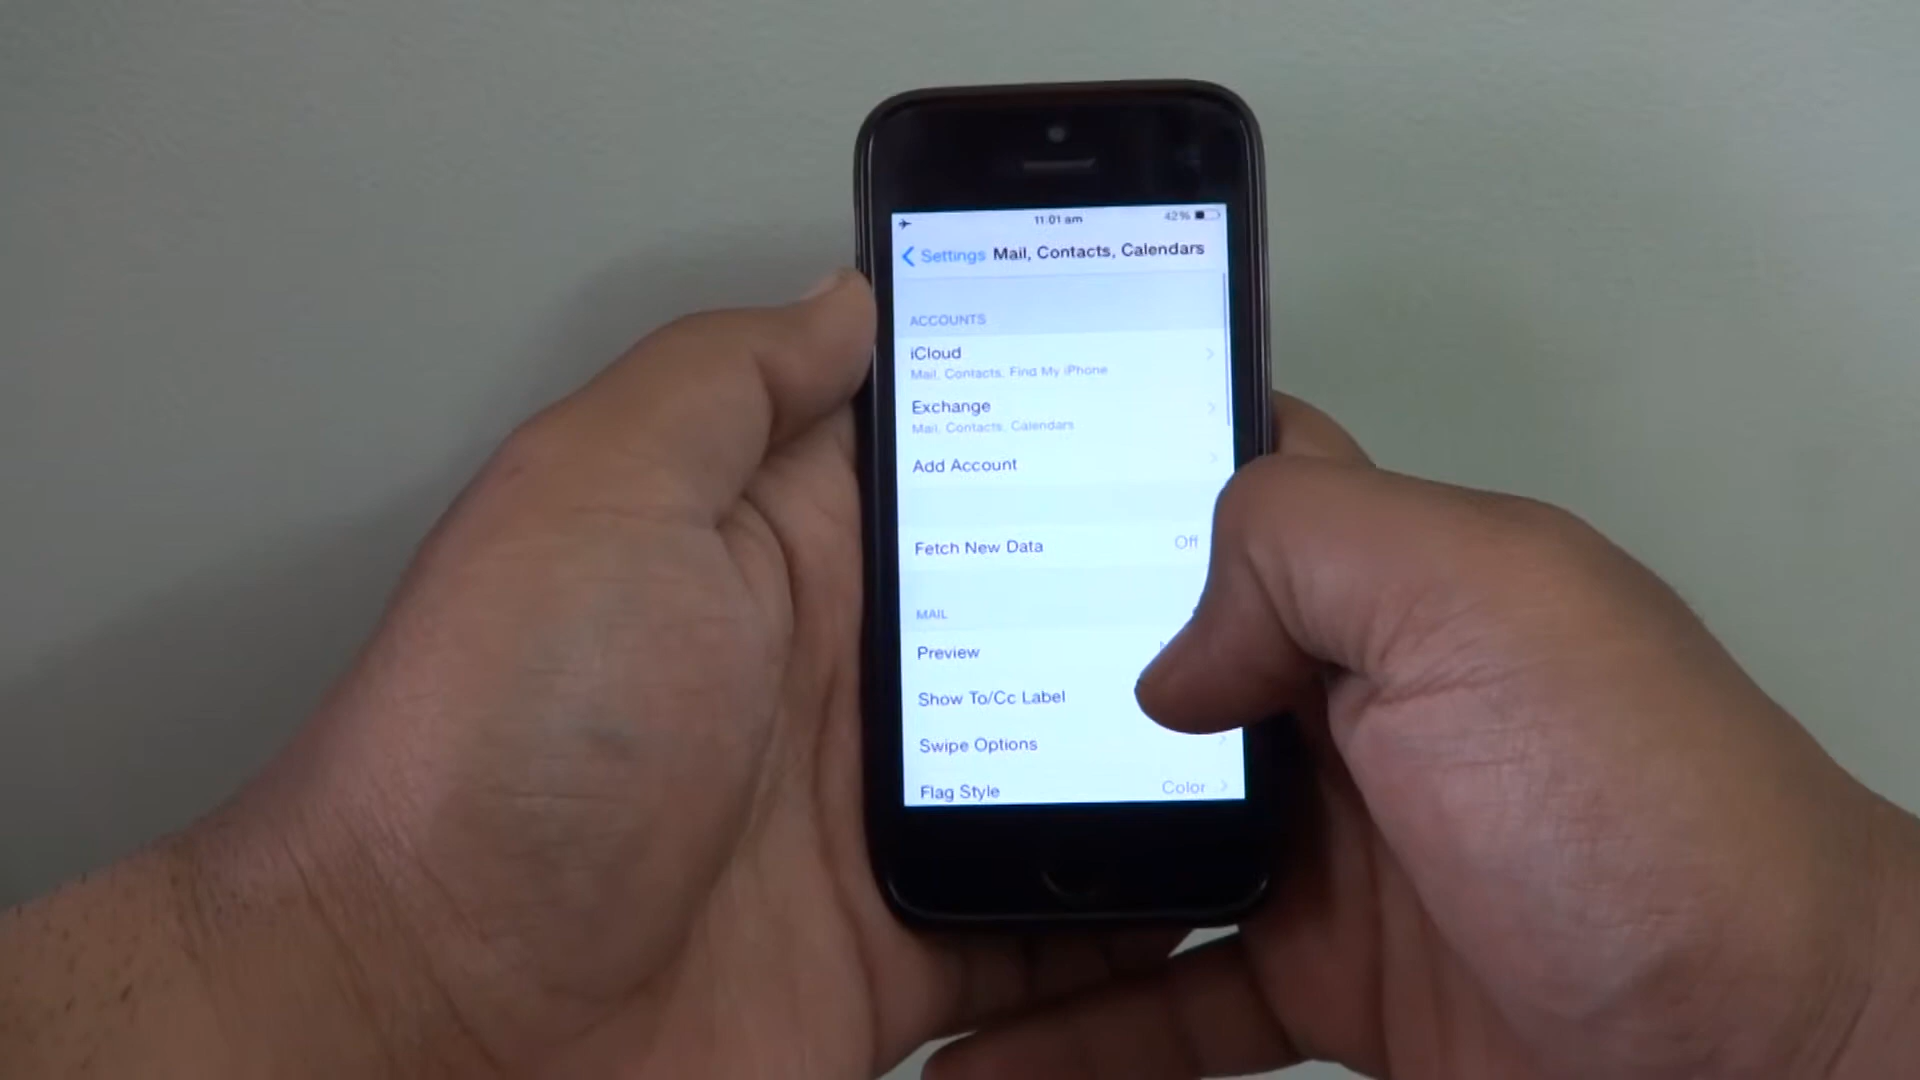 11:01 am 42%
Settings Mail, Contacts, Calendars
ACCOUNTS
iCloud
Mail, Contacts, Find My iPhone
Exchange
Mail, Contacts, Calendars
Add Account
Fetch New Data Off
MAIL
Preview
Show To/Cc Label
Swipe Options
Flag Style Color